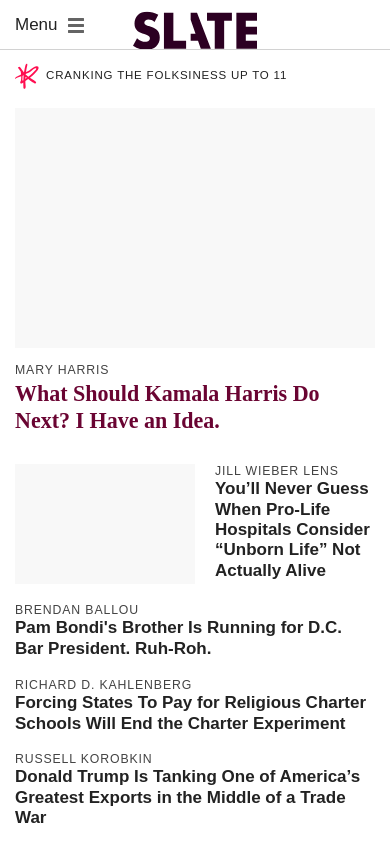 Menu
SLATE
CRANKING THE FOLKSINESS UP TO 11
MARY HARRIS
What Should Kamala Harris Do
Next? I Have an Idea.
JILL WIEBER LENS
You’ll Never Guess
When Pro-Life
Hospitals Consider
“Unborn Life” Not
Actually Alive
BRENDAN BALLOU
Pam Bondi's Brother Is Running for D.C.
Bar President. Ruh-Roh.
RICHARD D. KAHLENBERG
Forcing States To Pay for Religious Charter
Schools Will End the Charter Experiment
RUSSELL KOROBKIN
Donald Trump Is Tanking One of America’s
Greatest Exports in the Middle of a Trade
War